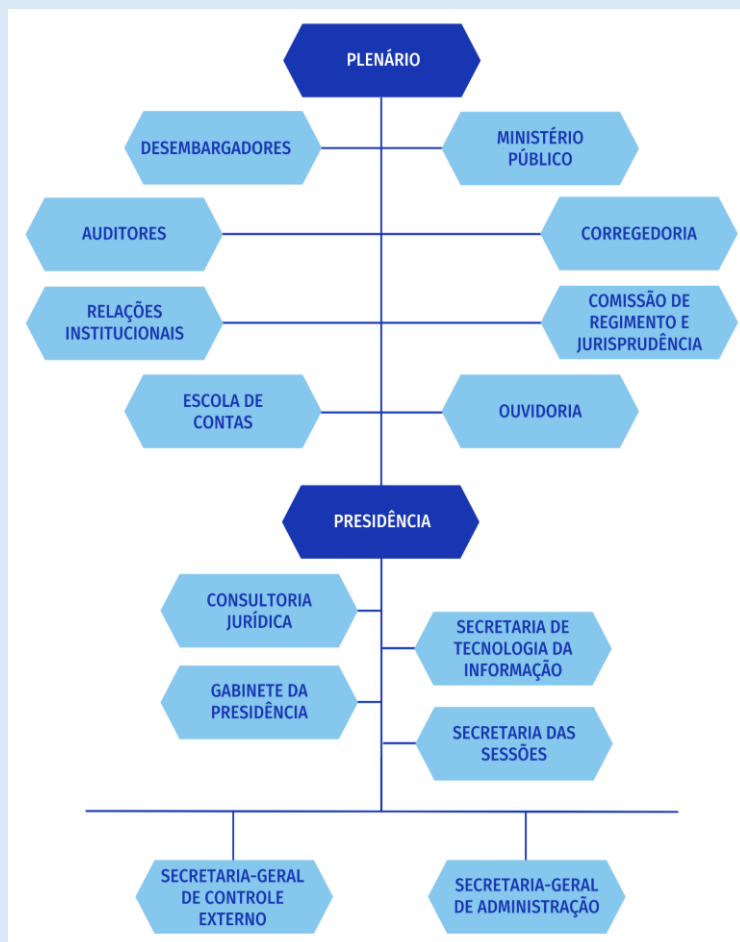 PLENÁRIO
DESEMBARGADORES
MINISTÉRIO
PÚBLICO
AUDITORES
CORREGEDORIA
RELAÇÕES
INSTITUCIONAIS
COMISSÃO DE
REGIMENTO E
JURISPRUDÊNCIA
ESCOLA DE
CONTAS
OUVIDORIA
PRESIDÊNCIA
CONSULTORIA
JURÍDICA
SECRETARIA DE
TECNOLOGIA DA
INFORMAÇÃO
GABINETE DA
PRESIDÊNCIA
SECRETARIA DAS
SESSÕES
SECRETARIA-GERAL
DE CONTROLE
EXTERNO
SECRETARIA-GERAL
DE ADMINISTRAÇÃO